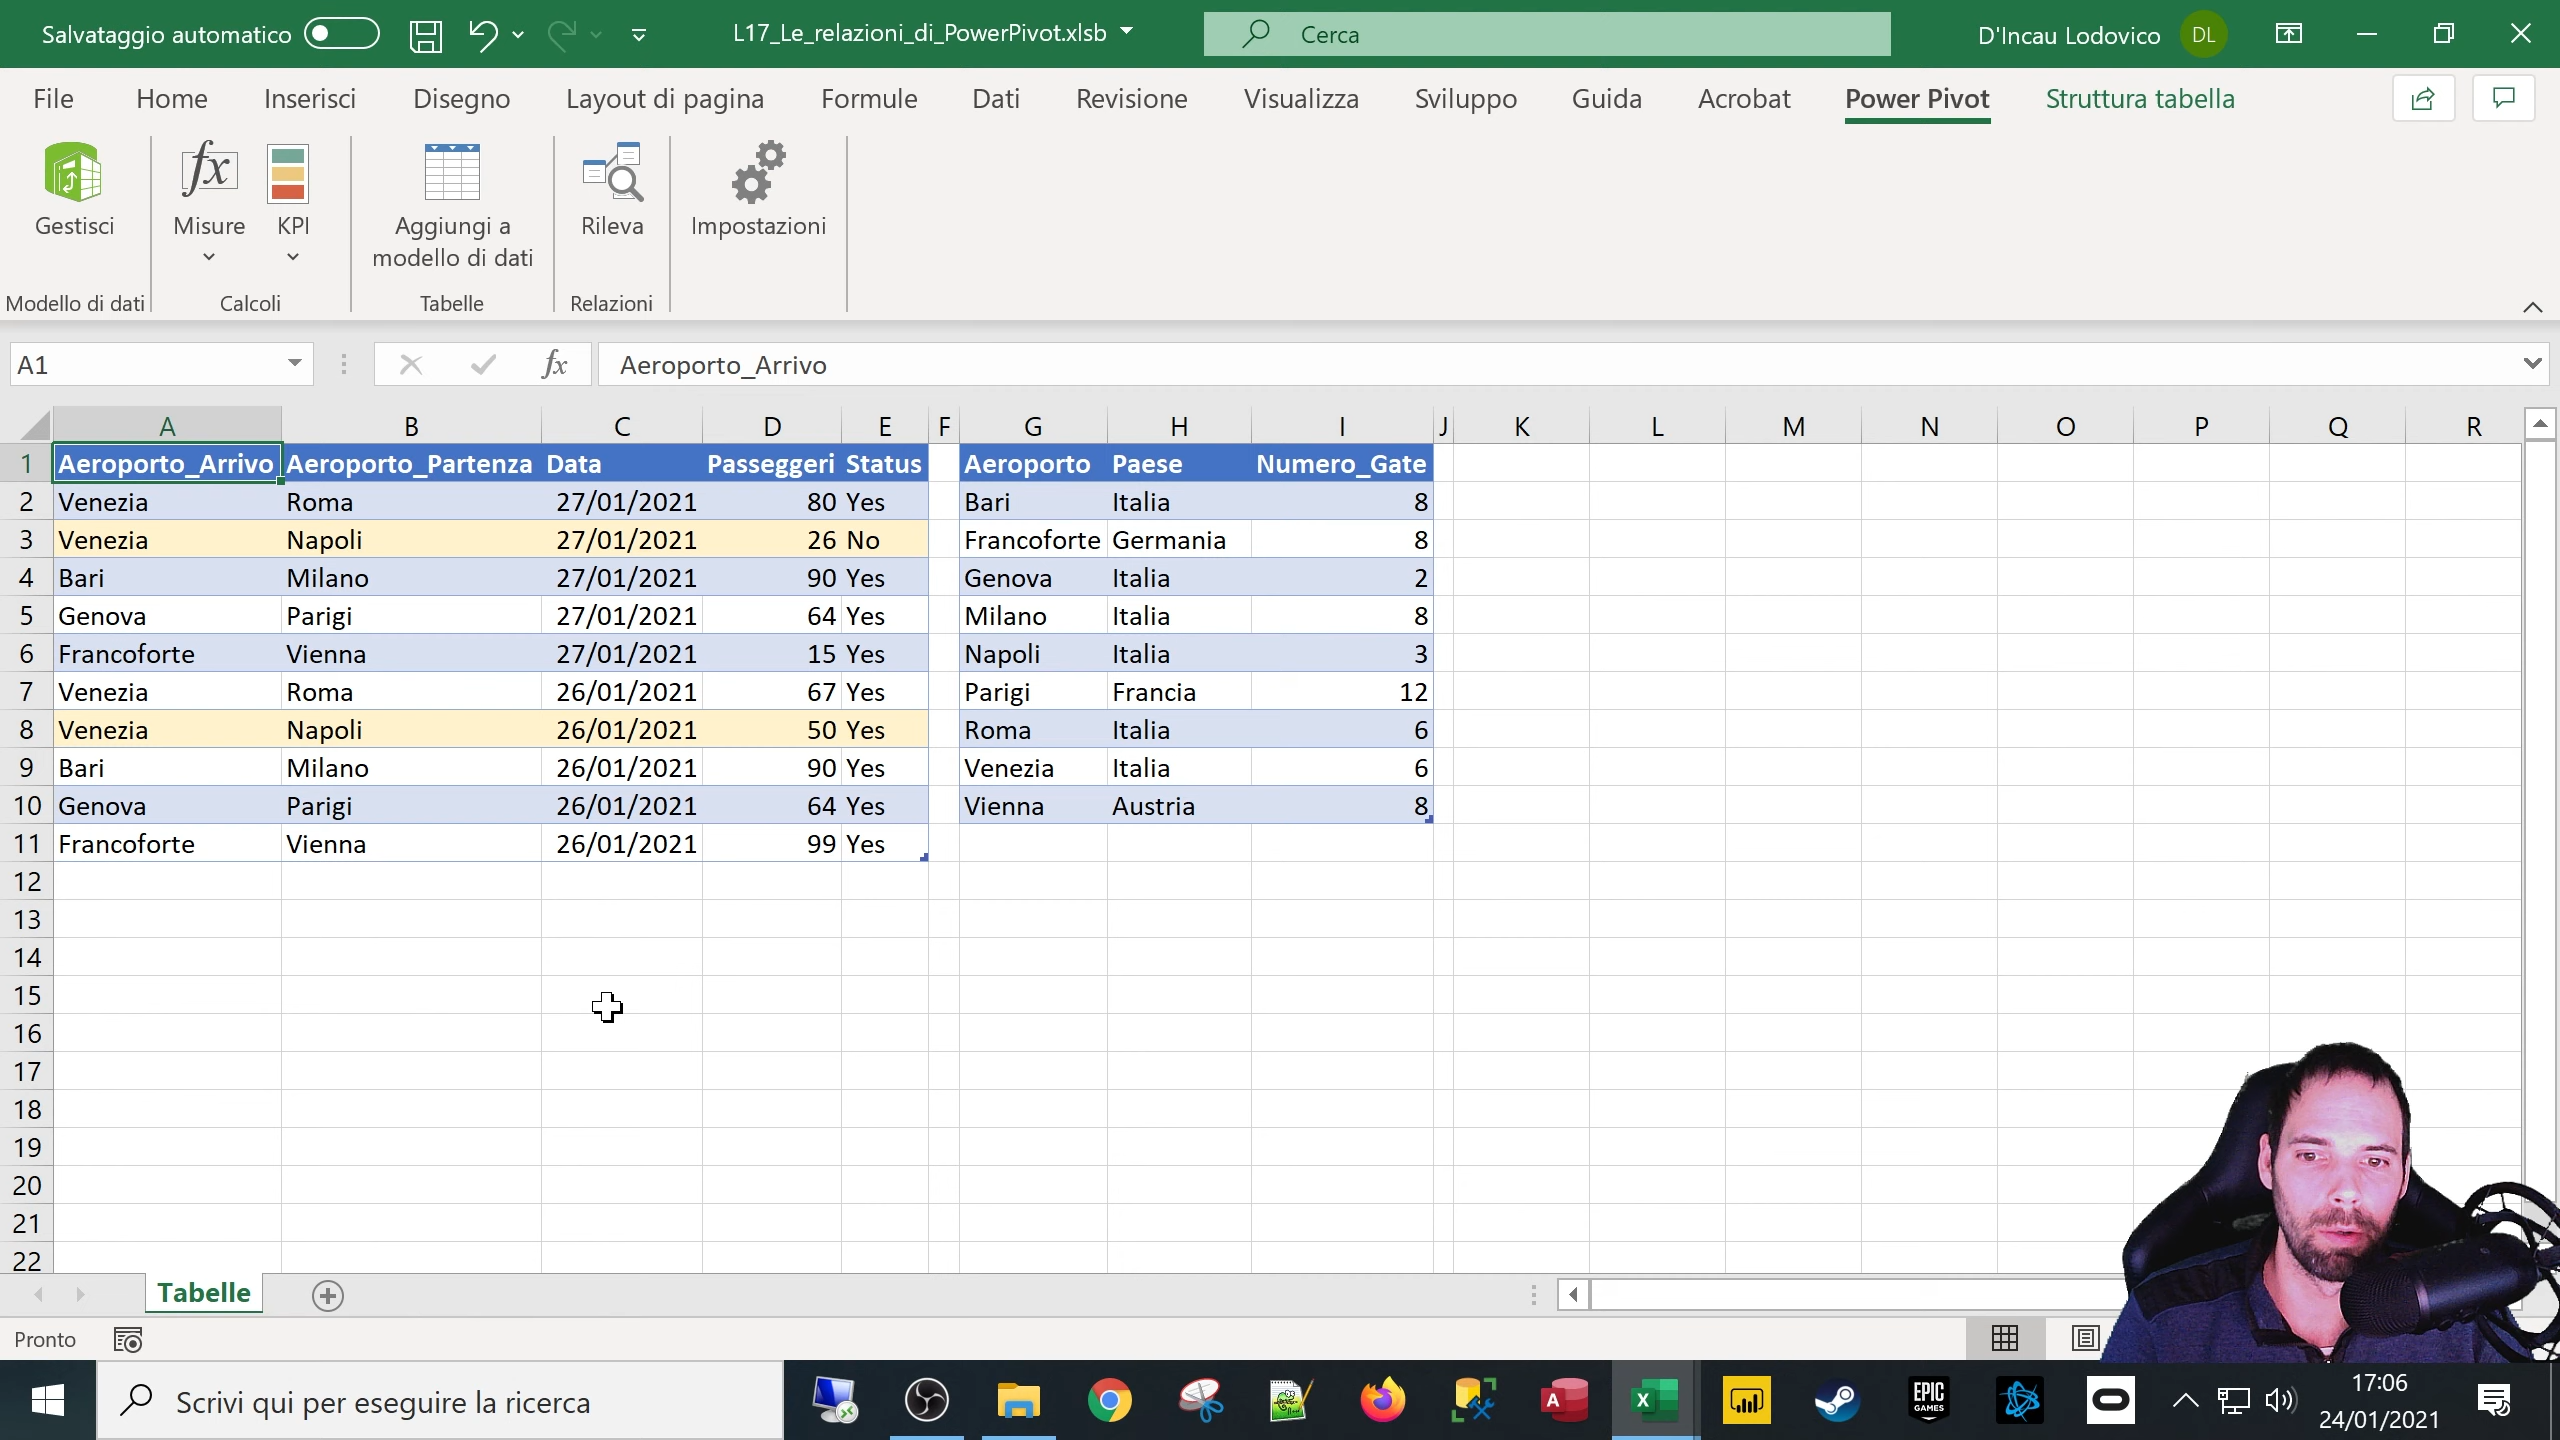 Salvataggio automatico L17_Le_relazioni_di_PowerPivot.xlsb Cerca D'Incau Lodovico DL
File Home Inserisci Disegno Layout di pagina Formule Dati Revisione Visualizza Sviluppo Guida Acrobat Power Pivot Struttura tabella
Gestisci Misure KPI Aggiungi a modello di dati Rileva Impostazioni
Modello di dati Calcoli Tabelle Relazioni
A1 fx Aeroporto_Arrivo
A B C D E F G H I J K L M N O P Q R
1 Aeroporto_Arrivo Aeroporto_Partenza Data Passeggeri Status Aeroporto Paese Numero_Gate
2 Venezia Roma 27/01/2021 80 Yes Bari Italia 8
3 Venezia Napoli 27/01/2021 26 No Francoforte Germania 8
4 Bari Milano 27/01/2021 90 Yes Genova Italia 2
5 Genova Parigi 27/01/2021 64 Yes Milano Italia 8
6 Francoforte Vienna 27/01/2021 15 Yes Napoli Italia 3
7 Venezia Roma 26/01/2021 67 Yes Parigi Francia 12
8 Venezia Napoli 26/01/2021 50 Yes Roma Italia 6
9 Bari Milano 26/01/2021 90 Yes Venezia Italia 6
10 Genova Parigi 26/01/2021 64 Yes Vienna Austria 8
11 Francoforte Vienna 26/01/2021 99 Yes
12
13
14
15
16
17
18
19
20
21
22
Tabelle
Pronto
Scrivi qui per eseguire la ricerca EPIC GAMES 17:06
24/01/2021